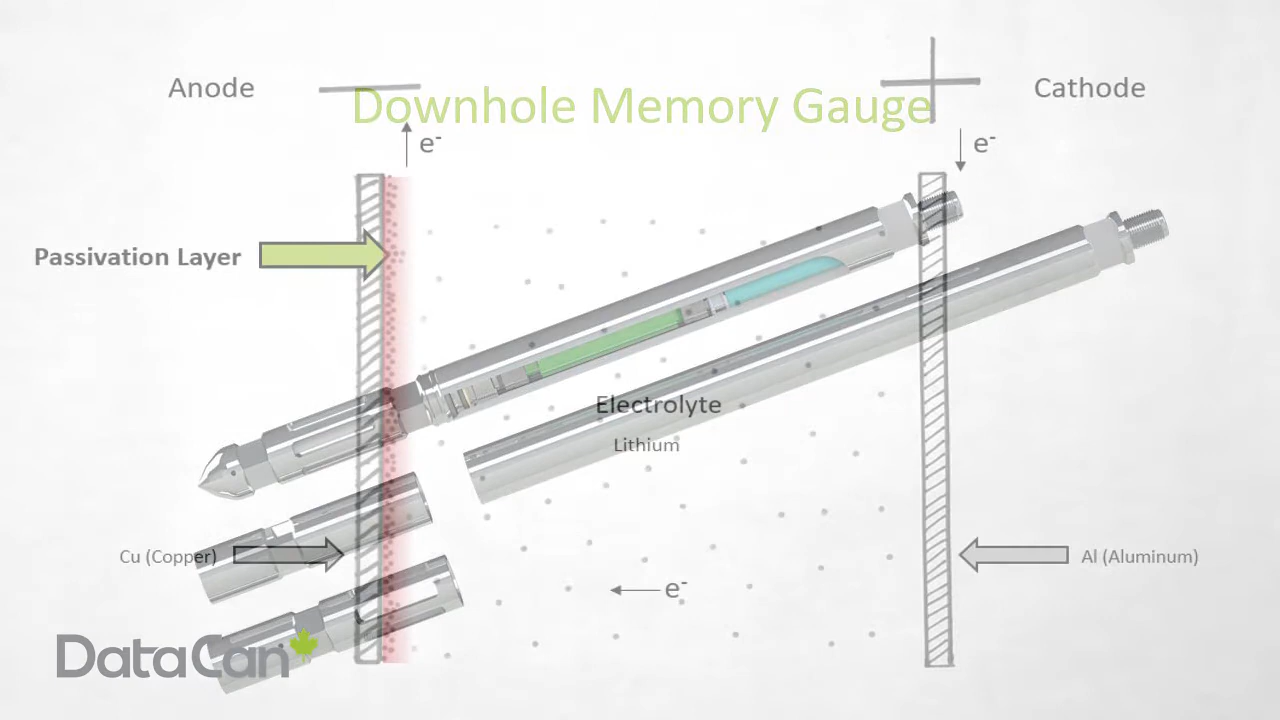 Anode
Cathode
Downhole Memory Gauge
e-
e-
Passivation Layer
Electrolyte
Lithium
Cu (Copper)
Al (Aluminum)
e-
DataCan